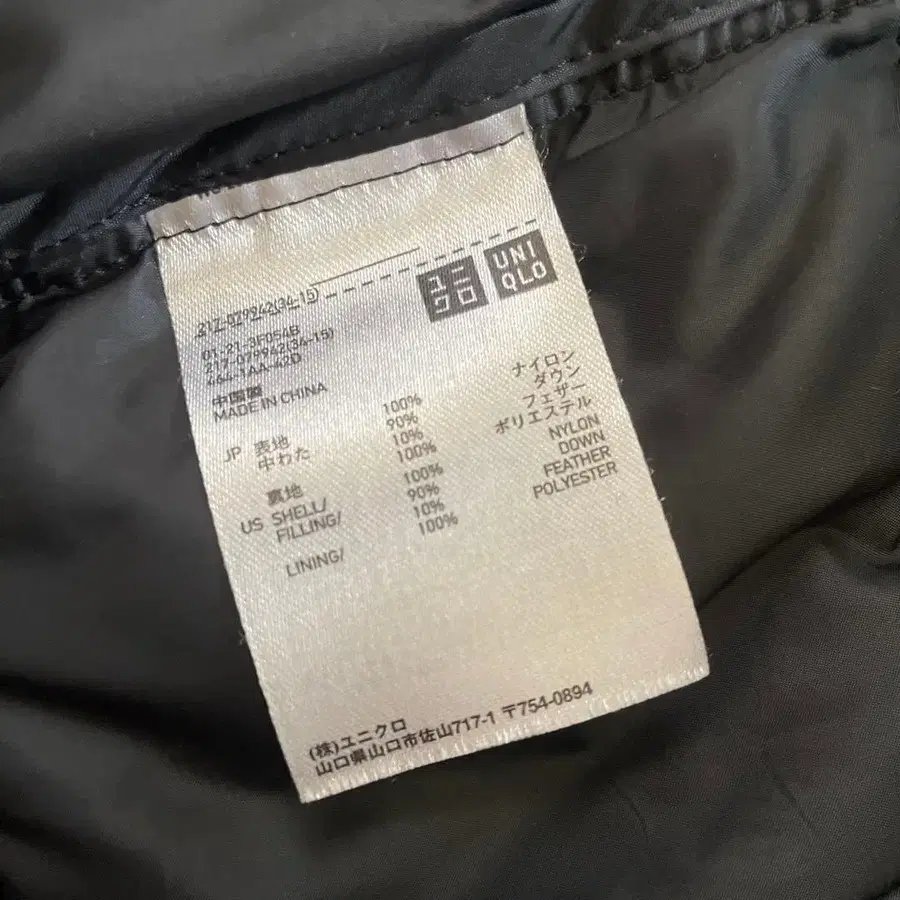 ユニクロ
UNIQLO
217-079942(34-15)
01-21-3F054B
217-079942(34-15)
464-1AA-42D
中国製
MADE IN CHINA
JP 表地 100% ナイロン
中わた 90% ダウン
10% フェザー
裏地 100% ポリエステル
US SHELL/ 100% NYLON
FILLING/ 90% DOWN
10% FEATHER
LINING/ 100% POLYESTER
(株)ユニクロ
山口県山口市佐山717-1 〒754-0894